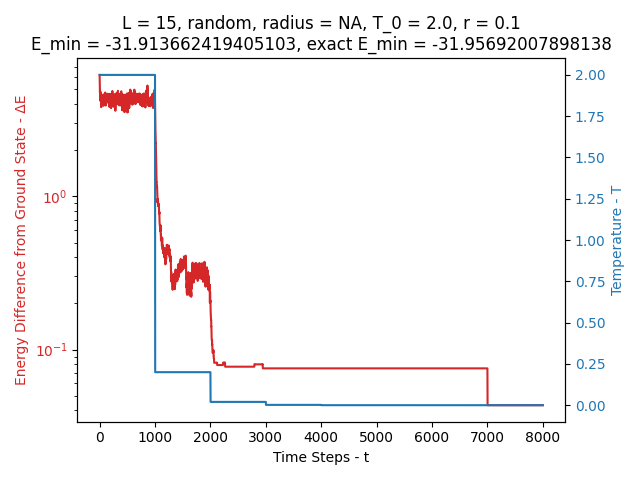 L = 15, random, radius = NA, T_0 = 2.0, r = 0.1
E_min = -31.913662419405103, exact E_min = -31.95692007898138
Energy Difference from Ground State - ΔE
10^0
10^-1
2.00
1.75
1.50
1.25
1.00
0.75
0.50
0.25
0.00
Temperature - T
0 1000 2000 3000 4000 5000 6000 7000 8000
Time Steps - t